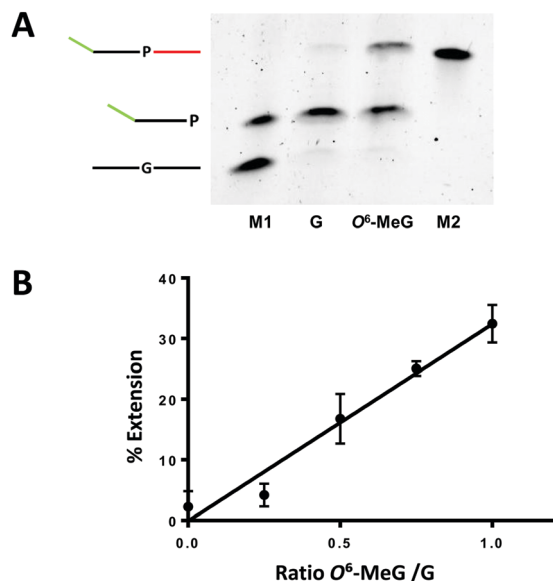 A
P
P
G
M1 G O⁶-MeG M2
B
40
30
20
10
0
% Extension
0.0 0.5 1.0
Ratio O⁶-MeG /G